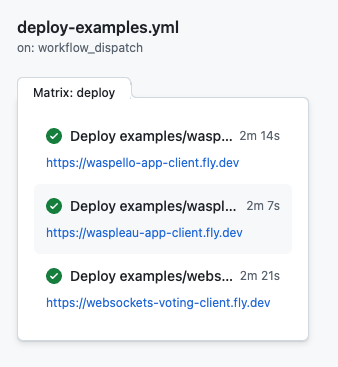 deploy-examples.yml
on: workflow_dispatch
Matrix: deploy
Deploy examples/wasp... 2m 14s
https://waspello-app-client.fly.dev
Deploy examples/waspl... 2m 7s
https://waspleau-app-client.fly.dev
Deploy examples/webs... 2m 21s
https://websockets-voting-client.fly.dev